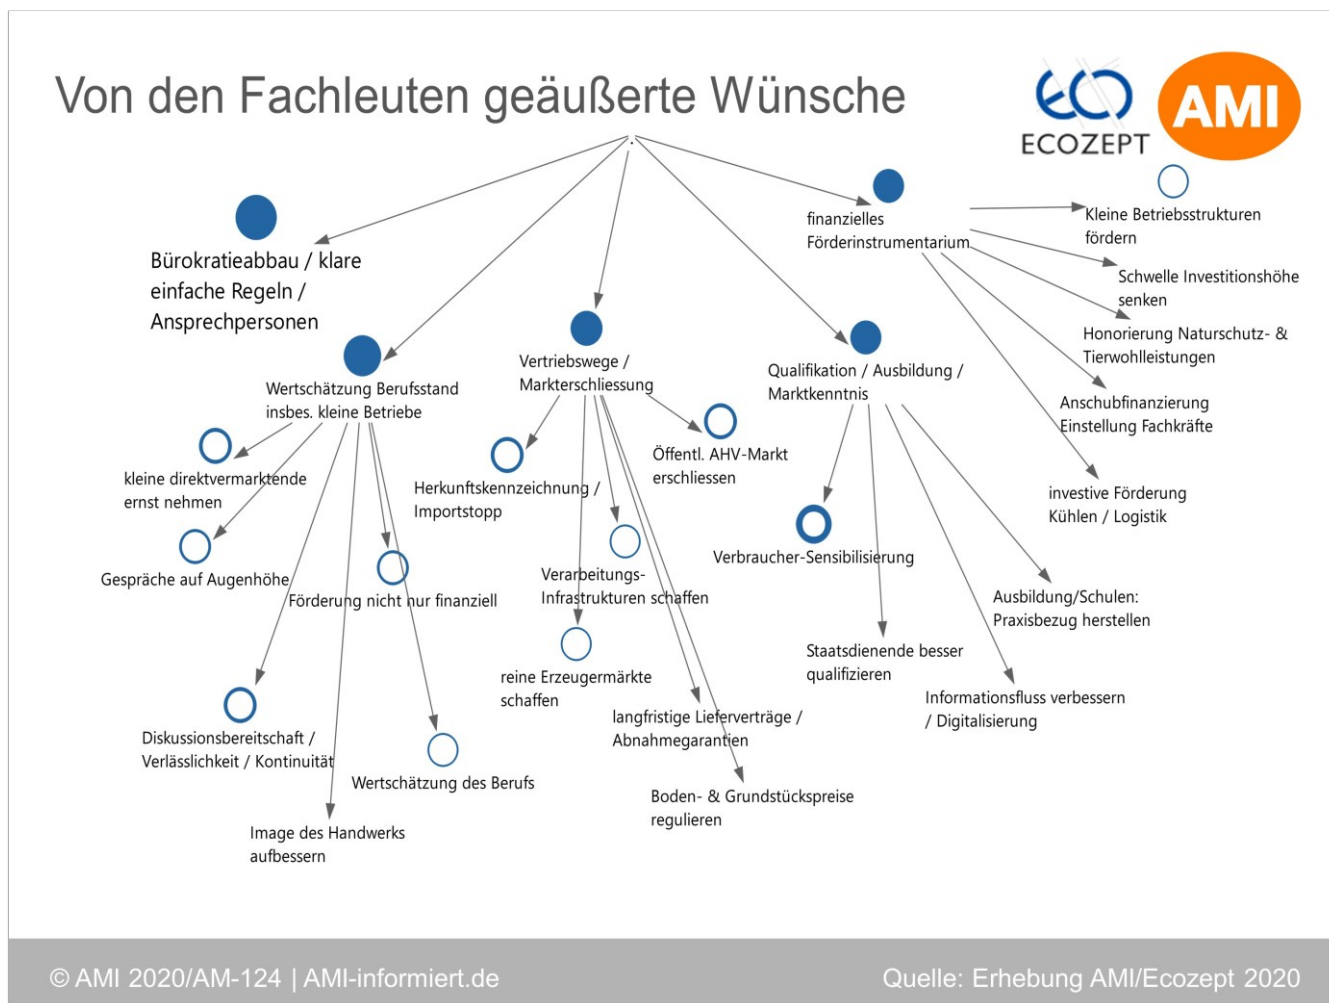 Von den Fachleuten geäußerte Wünsche
ECOZEPT
AMI
Bürokratieabbau / klare
einfache Regeln /
Ansprechpersonen
Wertschätzung Berufsstand
insbes. kleine Betriebe
kleine direktvermarktende
ernst nehmen
Gespräche auf Augenhöhe
Förderung nicht nur finanziell
Diskussionsbereitschaft /
Verlässlichkeit / Kontinuität
Wertschätzung des Berufs
Image des Handwerks
aufbessern
Vertriebswege /
Markterschliessung
Herkunftskennzeichnung /
Importstopp
Öffentl. AHV-Markt
erschliessen
Verarbeitungs-
Infrastrukturen schaffen
reine Erzeugermärkte
schaffen
langfristige Lieferverträge /
Abnahmegarantien
Boden- & Grundstückspreise
regulieren
Qualifikation / Ausbildung /
Marktkenntnis
Verbraucher-Sensibilisierung
Staatsdienende besser
qualifizieren
Informationsfluss verbessern
/ Digitalisierung
Ausbildung/Schulen:
Praxisbezug herstellen
finanzielles
Förderinstrumentarium
Kleine Betriebsstrukturen
fördern
Schwelle Investitionshöhe
senken
Honorierung Naturschutz- &
Tierwohlleistungen
Anschubfinanzierung
Einstellung Fachkräfte
investive Förderung
Kühlen / Logistik
© AMI 2020/AM-124 | AMI-informiert.de
Quelle: Erhebung AMI/Ecozept 2020